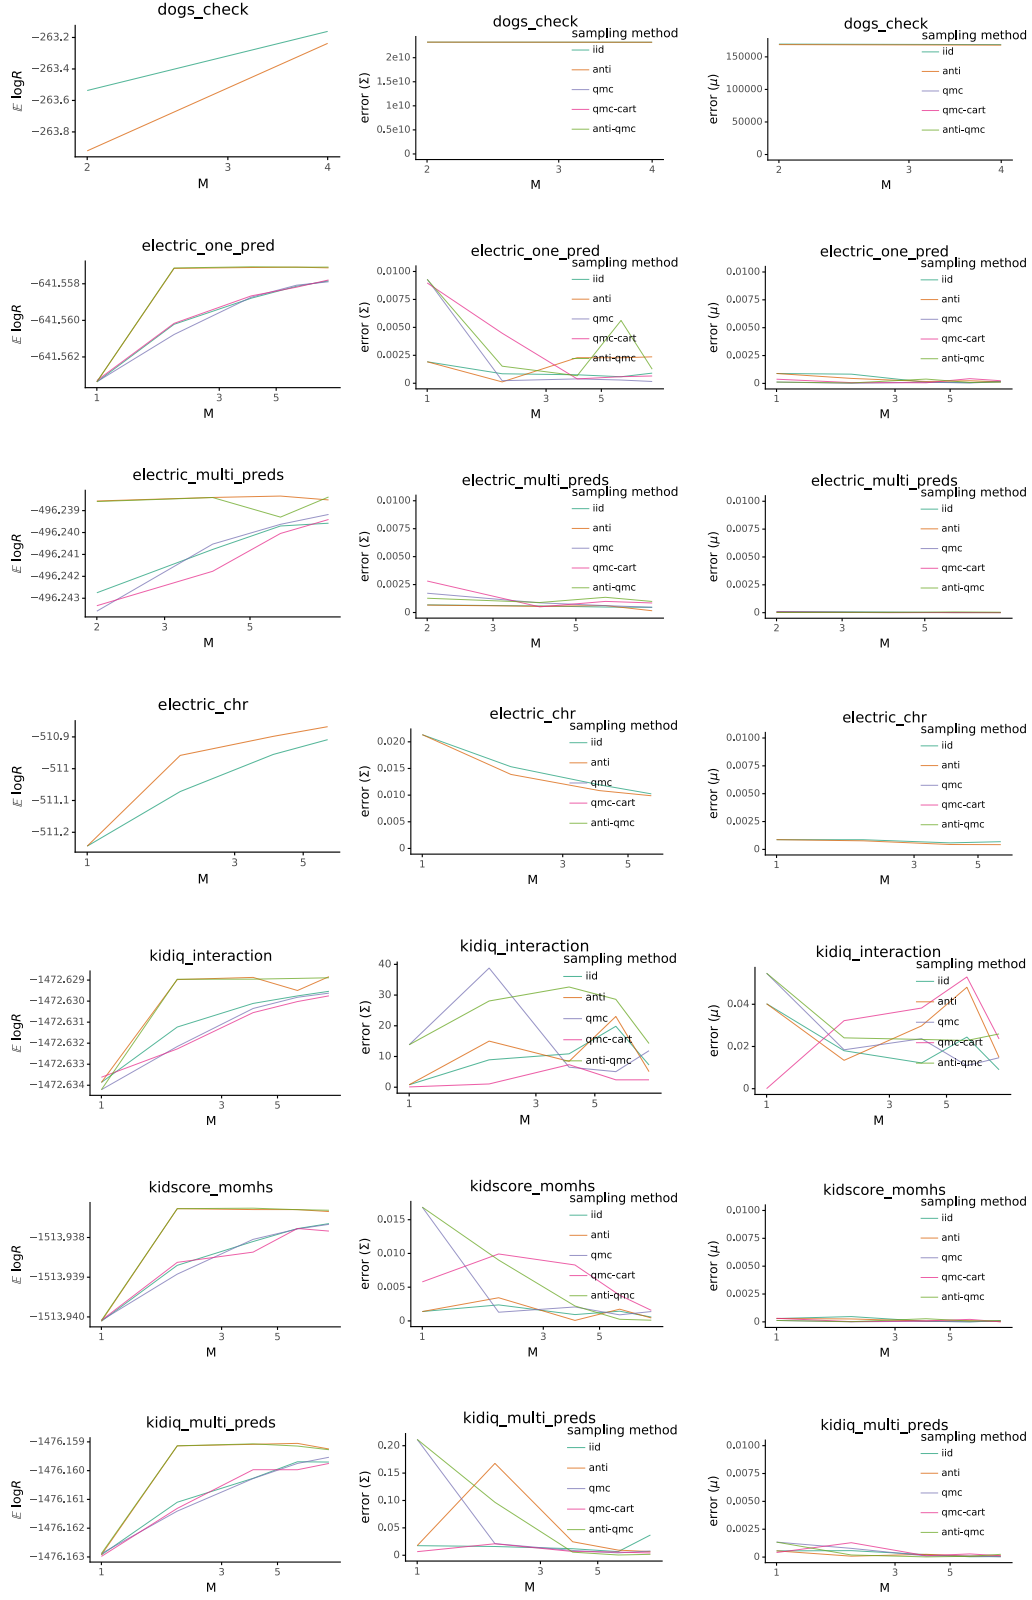 dogs_check
−263.2
−263.4
−263.6
−263.8
𝔼 logR
2
3
4
M
dogs_check
sampling method
2e10
1.5e10
1e10
0.5e10
0
error (Σ)
iid
anti
qmc
qmc-cart
anti-qmc
2
3
4
M
dogs_check
sampling method
150000
100000
50000
0
error (μ)
iid
anti
qmc
qmc-cart
anti-qmc
2
3
4
M
electric_one_pred
−641.558
−641.560
−641.562
𝔼 logR
1
3
5
M
electric_one_pred
sampling method
0.0100
0.0075
0.0050
0.0025
0
error (Σ)
iid
anti
qmc
qmc-cart
anti-qmc
1
3
5
M
electric_one_pred
sampling method
0.0100
0.0075
0.0050
0.0025
0
error (μ)
iid
anti
qmc
qmc-cart
anti-qmc
1
3
5
M
electric_multi_preds
−496.239
−496.240
−496.241
−496.242
−496.243
𝔼 logR
2
3
5
M
electric_multi_preds
sampling method
0.0100
0.0075
0.0050
0.0025
0
error (Σ)
iid
anti
qmc
qmc-cart
anti-qmc
2
3
5
M
electric_multi_preds
sampling method
0.0100
0.0075
0.0050
0.0025
0
error (μ)
iid
anti
qmc
qmc-cart
anti-qmc
2
3
5
M
electric_chr
−510.9
−511
−511.1
−511.2
𝔼 logR
1
3
5
M
electric_chr
sampling method
0.020
0.015
0.010
0.005
0
error (Σ)
iid
anti
qmc
qmc-cart
anti-qmc
1
3
5
M
electric_chr
sampling method
0.0100
0.0075
0.0050
0.0025
0
error (μ)
iid
anti
qmc
qmc-cart
anti-qmc
1
3
5
M
kidiq_interaction
−1472.629
−1472.630
−1472.631
−1472.632
−1472.633
−1472.634
𝔼 logR
1
3
5
M
kidiq_interaction
sampling method
40
30
20
10
0
error (Σ)
iid
anti
qmc
qmc-cart
anti-qmc
1
3
5
M
kidiq_interaction
sampling method
0.04
0.02
0
error (μ)
iid
anti
qmc
qmc-cart
anti-qmc
1
3
5
M
kidscore_momhs
−1513.938
−1513.939
−1513.940
𝔼 logR
1
3
5
M
kidscore_momhs
sampling method
0.015
0.010
0.005
0
error (Σ)
iid
anti
qmc
qmc-cart
anti-qmc
1
3
5
M
kidscore_momhs
sampling method
0.0100
0.0075
0.0050
0.0025
0
error (μ)
iid
anti
qmc
qmc-cart
anti-qmc
1
3
5
M
kidiq_multi_preds
−1476.159
−1476.160
−1476.161
−1476.162
−1476.163
𝔼 logR
1
3
5
M
kidiq_multi_preds
sampling method
0.20
0.15
0.10
0.05
0
error (Σ)
iid
anti
qmc
qmc-cart
anti-qmc
1
3
5
M
kidiq_multi_preds
sampling method
0.0100
0.0075
0.0050
0.0025
0
error (μ)
iid
anti
qmc
qmc-cart
anti-qmc
1
3
5
M